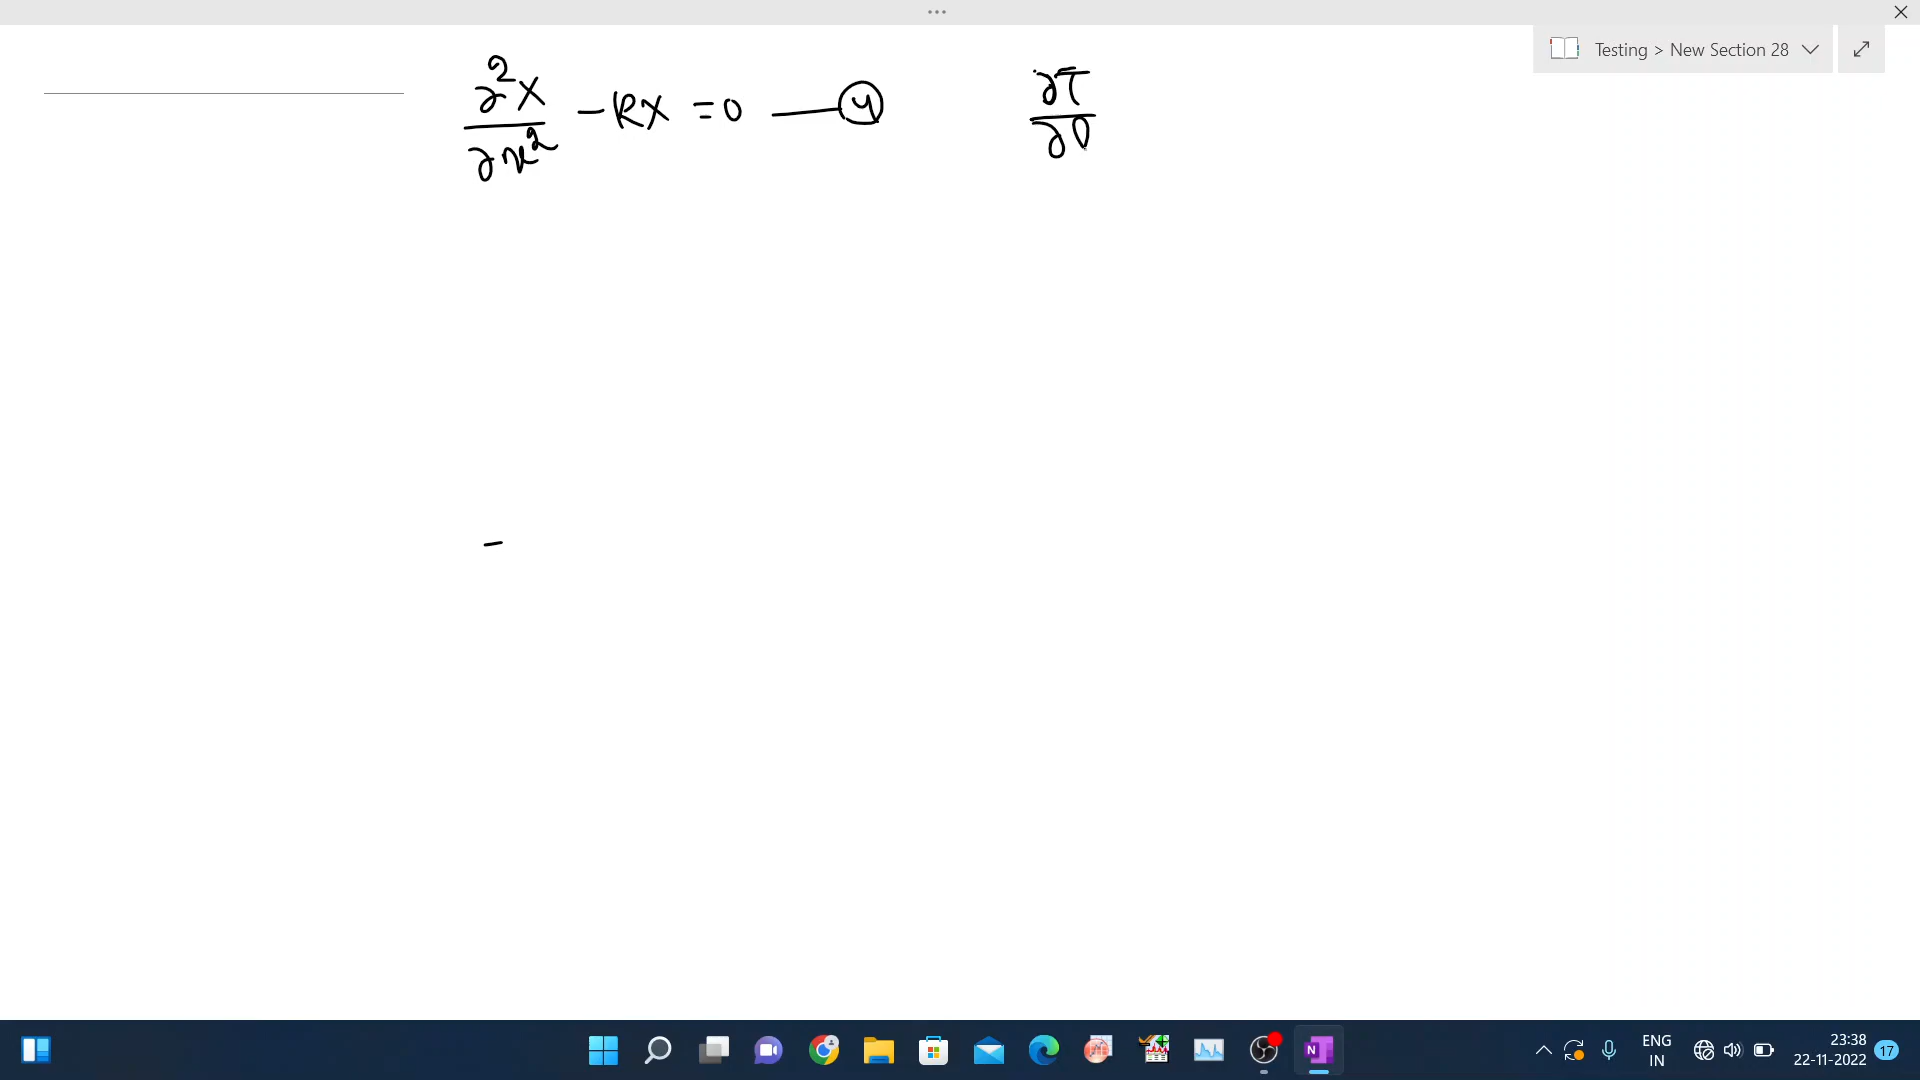 Testing > New Section 28
∂²X/∂x² - kX = 0 —— ④
∂T/∂
-
ENG
IN
23:38
22-11-2022
17